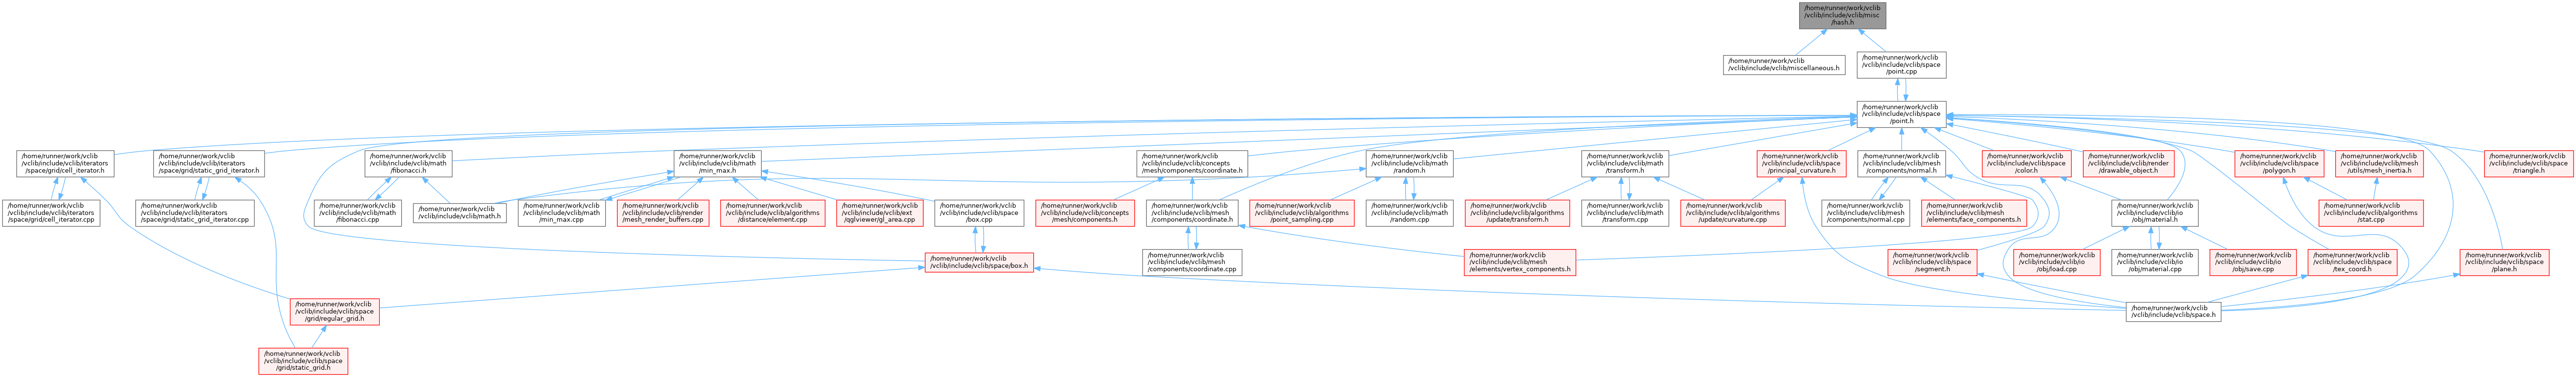 /home/runner/work/vclib
/vclib/include/vclib/misc
/hash.h
/home/runner/work/vclib
/vclib/include/vclib/miscellaneous.h
/home/runner/work/vclib
/vclib/include/vclib/space
/point.cpp
/home/runner/work/vclib
/vclib/include/vclib/space
/point.h
/home/runner/work/vclib
/vclib/include/vclib/iterators
/space/grid/cell_iterator.h
/home/runner/work/vclib
/vclib/include/vclib/iterators
/space/grid/static_grid_iterator.h
/home/runner/work/vclib
/vclib/include/vclib/math
/fibonacci.h
/home/runner/work/vclib
/vclib/include/vclib/math
/min_max.h
/home/runner/work/vclib
/vclib/include/vclib/concepts
/mesh/components/coordinate.h
/home/runner/work/vclib
/vclib/include/vclib/math
/random.h
/home/runner/work/vclib
/vclib/include/vclib/math
/transform.h
/home/runner/work/vclib
/vclib/include/vclib/space
/principal_curvature.h
/home/runner/work/vclib
/vclib/include/vclib/mesh
/components/normal.h
/home/runner/work/vclib
/vclib/include/vclib/space
/color.h
/home/runner/work/vclib
/vclib/include/vclib/render
/drawable_object.h
/home/runner/work/vclib
/vclib/include/vclib/space
/polygon.h
/home/runner/work/vclib
/vclib/include/vclib/mesh
/utils/mesh_inertia.h
/home/runner/work/vclib
/vclib/include/vclib/space
/triangle.h
/home/runner/work/vclib
/vclib/include/vclib/iterators
/space/grid/cell_iterator.cpp
/home/runner/work/vclib
/vclib/include/vclib/iterators
/space/grid/static_grid_iterator.cpp
/home/runner/work/vclib
/vclib/include/vclib/math
/fibonacci.cpp
/home/runner/work/vclib
/vclib/include/vclib/math.h
/home/runner/work/vclib
/vclib/include/vclib/math
/min_max.cpp
/home/runner/work/vclib
/vclib/include/vclib/render
/mesh_render_buffers.cpp
/home/runner/work/vclib
/vclib/include/vclib/algorithms
/distance/element.cpp
/home/runner/work/vclib
/vclib/include/vclib/ext
/qglviewer/gl_area.cpp
/home/runner/work/vclib
/vclib/include/vclib/space
/box.cpp
/home/runner/work/vclib
/vclib/include/vclib/concepts
/mesh/components.h
/home/runner/work/vclib
/vclib/include/vclib/mesh
/components/coordinate.h
/home/runner/work/vclib
/vclib/include/vclib/algorithms
/point_sampling.cpp
/home/runner/work/vclib
/vclib/include/vclib/math
/random.cpp
/home/runner/work/vclib
/vclib/include/vclib/algorithms
/update/transform.h
/home/runner/work/vclib
/vclib/include/vclib/math
/transform.cpp
/home/runner/work/vclib
/vclib/include/vclib/algorithms
/update/curvature.cpp
/home/runner/work/vclib
/vclib/include/vclib/mesh
/components/normal.cpp
/home/runner/work/vclib
/vclib/include/vclib/mesh
/elements/face_components.h
/home/runner/work/vclib
/vclib/include/vclib/io
/obj/material.h
/home/runner/work/vclib
/vclib/include/vclib/algorithms
/stat.cpp
/home/runner/work/vclib
/vclib/include/vclib/space/box.h
/home/runner/work/vclib
/vclib/include/vclib/mesh
/components/coordinate.cpp
/home/runner/work/vclib
/vclib/include/vclib/mesh
/elements/vertex_components.h
/home/runner/work/vclib
/vclib/include/vclib/space
/segment.h
/home/runner/work/vclib
/vclib/include/vclib/io
/obj/load.cpp
/home/runner/work/vclib
/vclib/include/vclib/io
/obj/material.cpp
/home/runner/work/vclib
/vclib/include/vclib/io
/obj/save.cpp
/home/runner/work/vclib
/vclib/include/vclib/space
/tex_coord.h
/home/runner/work/vclib
/vclib/include/vclib/space
/plane.h
/home/runner/work/vclib
/vclib/include/vclib/space
/grid/regular_grid.h
/home/runner/work/vclib
/vclib/include/vclib/space.h
/home/runner/work/vclib
/vclib/include/vclib/space
/grid/static_grid.h